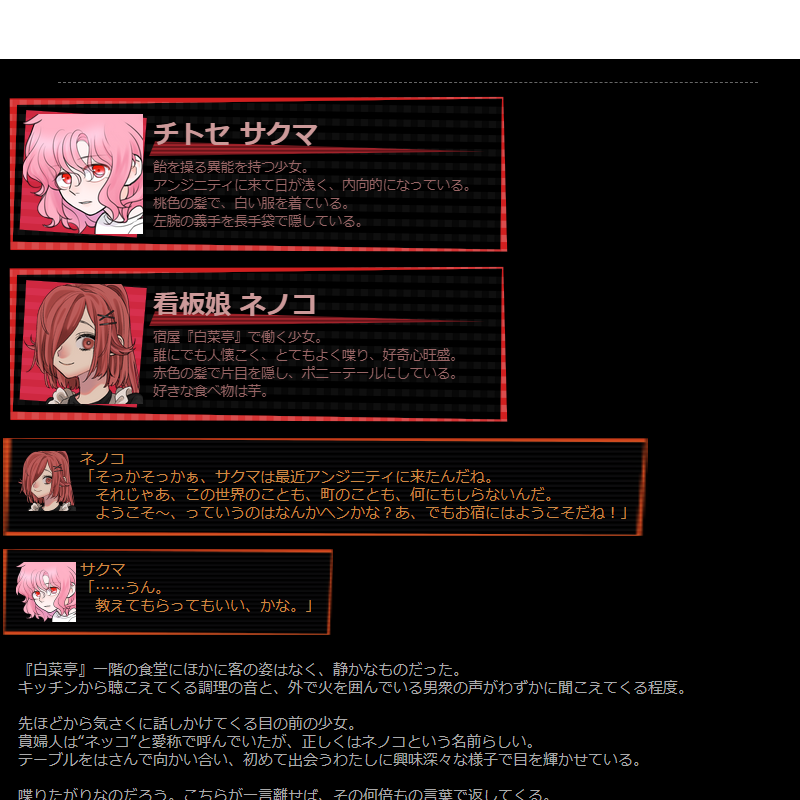 チトセ サクマ
飴を操る異能を持つ少女。
アンジニティに来て日が浅く、内向的になっている。
桃色の髪で、白い服を着ている。
左腕の義手を長手袋で隠している。
看板娘 ネノコ
宿屋『白菜亭』で働く少女。
誰にでも人懐こく、とてもよく喋り、好奇心旺盛。
赤色の髪で片目を隠し、ポニーテールにしている。
好きな食べ物は芋。
ネノコ
「そっかそっかぁ、サクマは最近アンジニティに来たんだね。
それじゃあ、この世界のことも、町のことも、何にもしらないんだ。
ようこそ～、っていうのはなんかヘンかな？あ、でもお宿にはようこそだね！」
サクマ
「……うん。
教えてもらってもいい、かな。」
『白菜亭』一階の食堂にほかに客の姿はなく、静かなものだった。
キッチンから聴こえてくる調理の音と、外で火を囲んでいる男衆の声がわずかに聞こえてくる程度。
先ほどから気さくに話しかけてくる目の前の少女。
貴婦人は“ネッコ”と愛称で呼んでいたが、正しくはネノコという名前らしい。
テーブルをはさんで向かい合い、初めて出会うわたしに興味深々な様子で目を輝かせている。
喋りたがりなのだろう。こちらが一言離せば、その何倍もの言葉で返してくる。